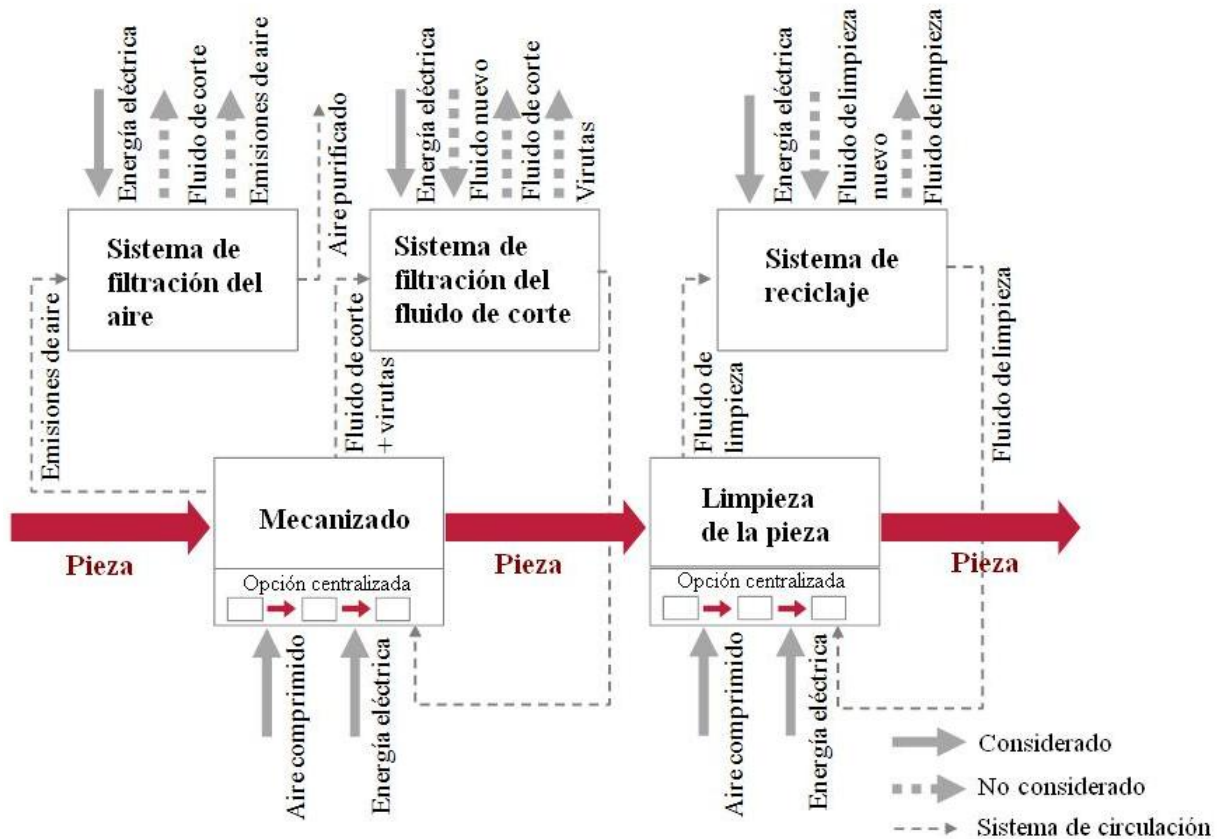 Energía eléctrica
Fluido de corte
Emisiones de aire
Aire purificado
Energía eléctrica
Fluido nuevo
Fluido de corte
Virutas
Energía eléctrica
Fluido de limpieza
nuevo
Fluido de limpieza
Sistema de
filtración del
aire
Sistema de
filtración del
fluido de corte
Sistema de
reciclaje
Emisiones de aire
Fluido de corte
+ virutas
Fluido de
limpieza
Fluido de limpieza
Mecanizado
Limpieza
de la pieza
Pieza
Pieza
Pieza
Opción centralizada
Opción centralizada
Aire comprimido
Energía eléctrica
Aire comprimido
Energía eléctrica
Considerado
No considerado
Sistema de circulación